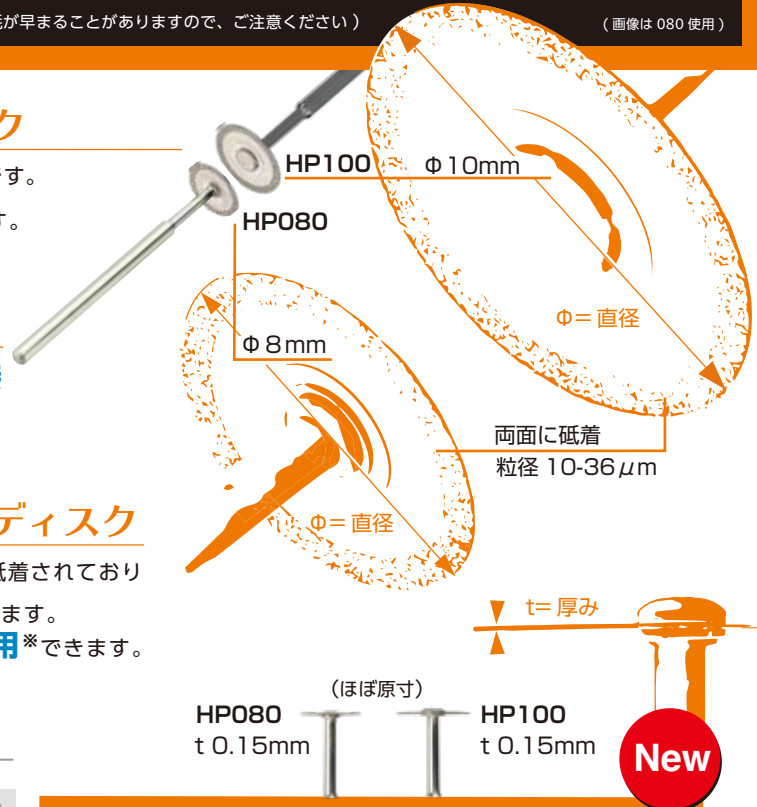 が早まることがありますので、ご注意ください )
( 画像は 080 使用 )
ク
です。
す。
HP100
Φ10mm
HP080
Φ=直径
Φ8mm
両面に砥着
粒径 10-36μm
Φ=直径
ディスク
砥着されており
ます。
用※できます。
t=厚み
(ほぼ原寸)
HP080
t 0.15mm
HP100
t 0.15mm
New